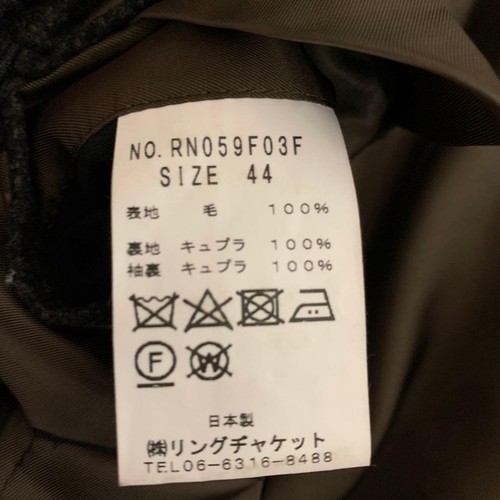 NO. RN059F03F
SIZE 44
表地 毛 100%
裏地 キュプラ 100%
袖裏 キュプラ 100%
F W
日本製
㈱リングヂャケット
TEL06-6316-8488